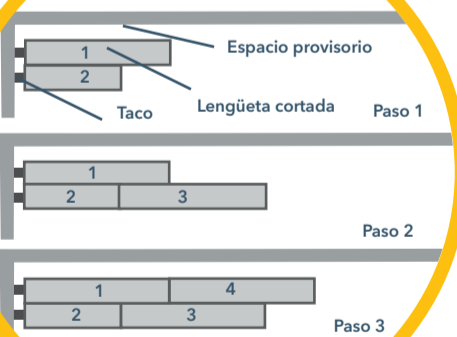 1
Espacio provisorio
2
Taco
Lengüeta cortada
Paso 1
1
2 3
Paso 2
1 4
2 3
Paso 3